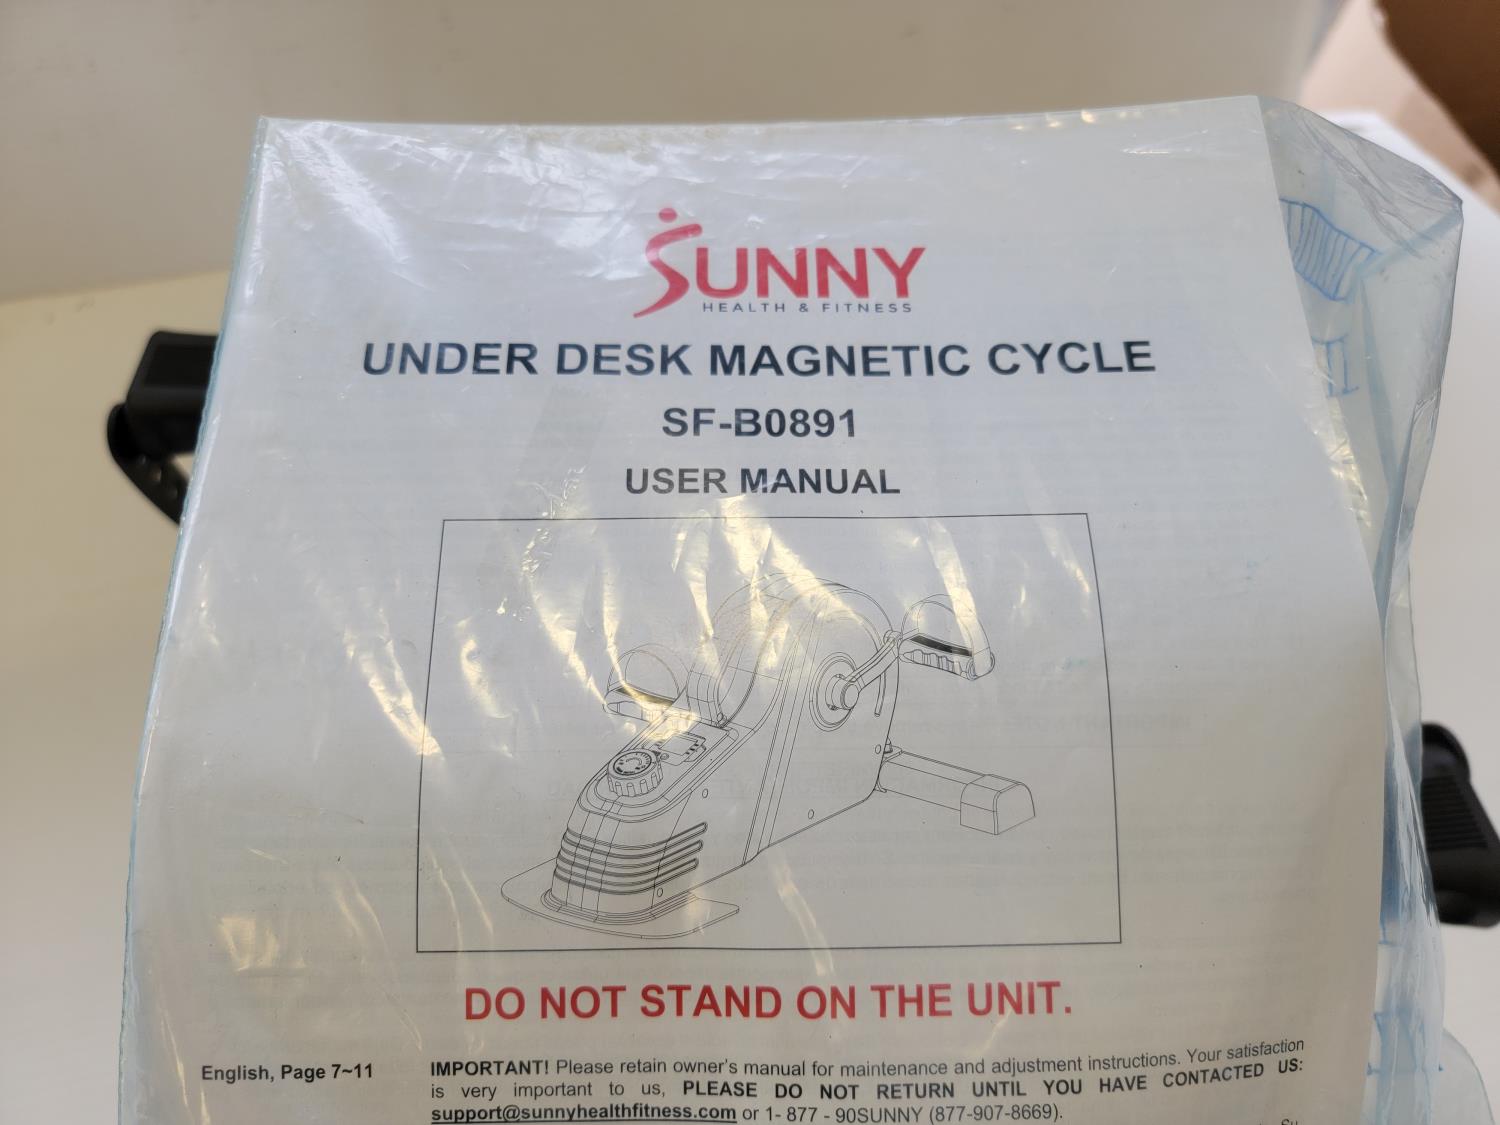 SUNNY
HEALTH & FITNESS
UNDER DESK MAGNETIC CYCLE
SF-B0891
USER MANUAL
DO NOT STAND ON THE UNIT.
English, Page 7~11
IMPORTANT! Please retain owner's manual for maintenance and adjustment instructions. Your satisfaction
is very important to us, PLEASE DO NOT RETURN UNTIL YOU HAVE CONTACTED US:
support@sunnyhealthfitness.com or 1- 877 - 90SUNNY (877-907-8669).